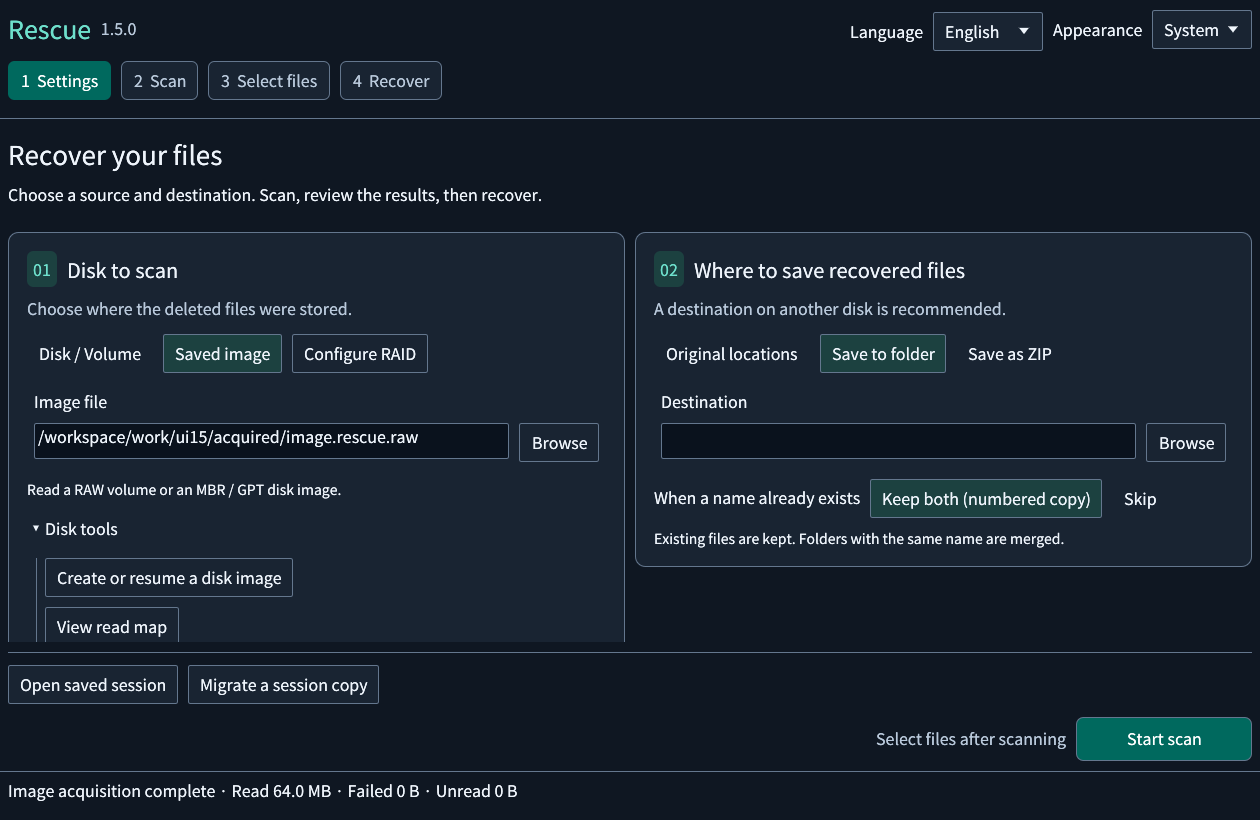 Rescue 1.5.0
Language English Appearance System
1 Settings 2 Scan 3 Select files 4 Recover
Recover your files
Choose a source and destination. Scan, review the results, then recover.
01 Disk to scan
Choose where the deleted files were stored.
Disk / Volume Saved image Configure RAID
Image file
/workspace/work/ui15/acquired/image.rescue.raw Browse
Read a RAW volume or an MBR / GPT disk image.
Disk tools
Create or resume a disk image
View read map
02 Where to save recovered files
A destination on another disk is recommended.
Original locations Save to folder Save as ZIP
Destination
Browse
When a name already exists Keep both (numbered copy) Skip
Existing files are kept. Folders with the same name are merged.
Open saved session Migrate a session copy
Select files after scanning Start scan
Image acquisition complete · Read 64.0 MB · Failed 0 B · Unread 0 B